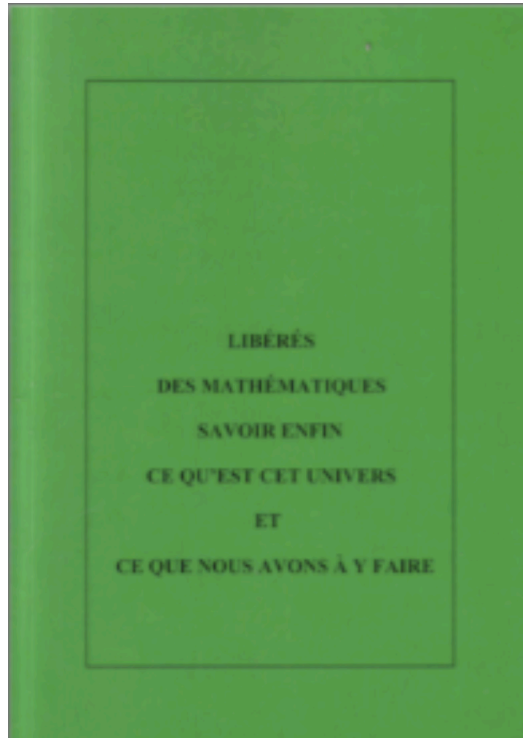 LIBÉRÉS
DES MATHÉMATIQUES
SAVOIR ENFIN
CE QU'EST CET UNIVERS
ET
CE QUE NOUS AVONS À Y FAIRE